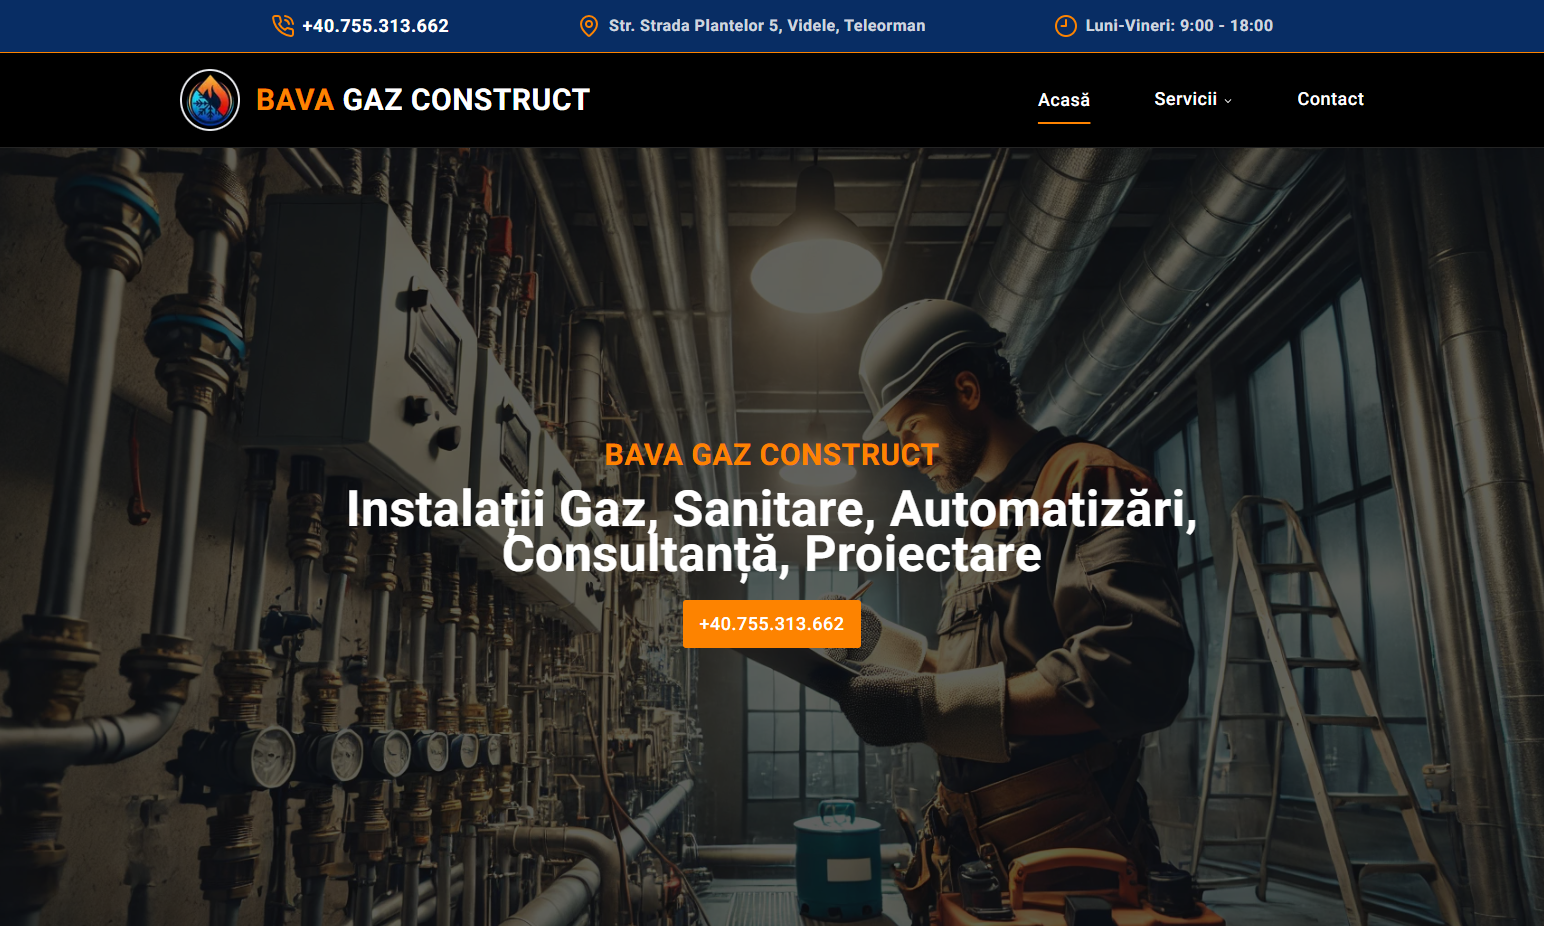 +40.755.313.662
Str. Strada Plantelor 5, Videle, Teleorman
Luni-Vineri: 9:00 - 18:00
BAVA GAZ CONSTRUCT
Acasă
Servicii
Contact
BAVA GAZ CONSTRUCT
Instalații Gaz, Sanitare, Automatizări,
Consultanță, Proiectare
+40.755.313.662